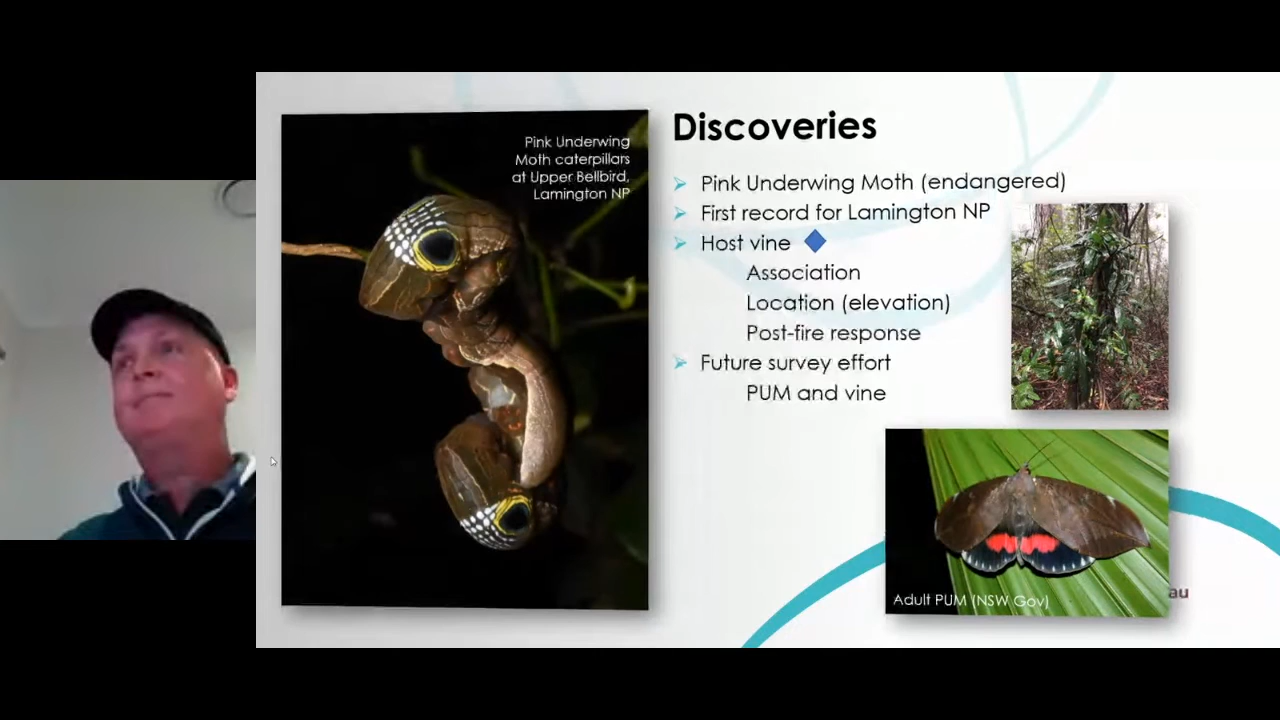 Pink Underwing
Moth caterpillars
at Upper Bellbird,
Lamington NP
Discoveries
Pink Underwing Moth (endangered)
First record for Lamington NP
Host vine
Association
Location (elevation)
Post-fire response
Future survey effort
PUM and vine
Adult PUM (NSW Gov)
au